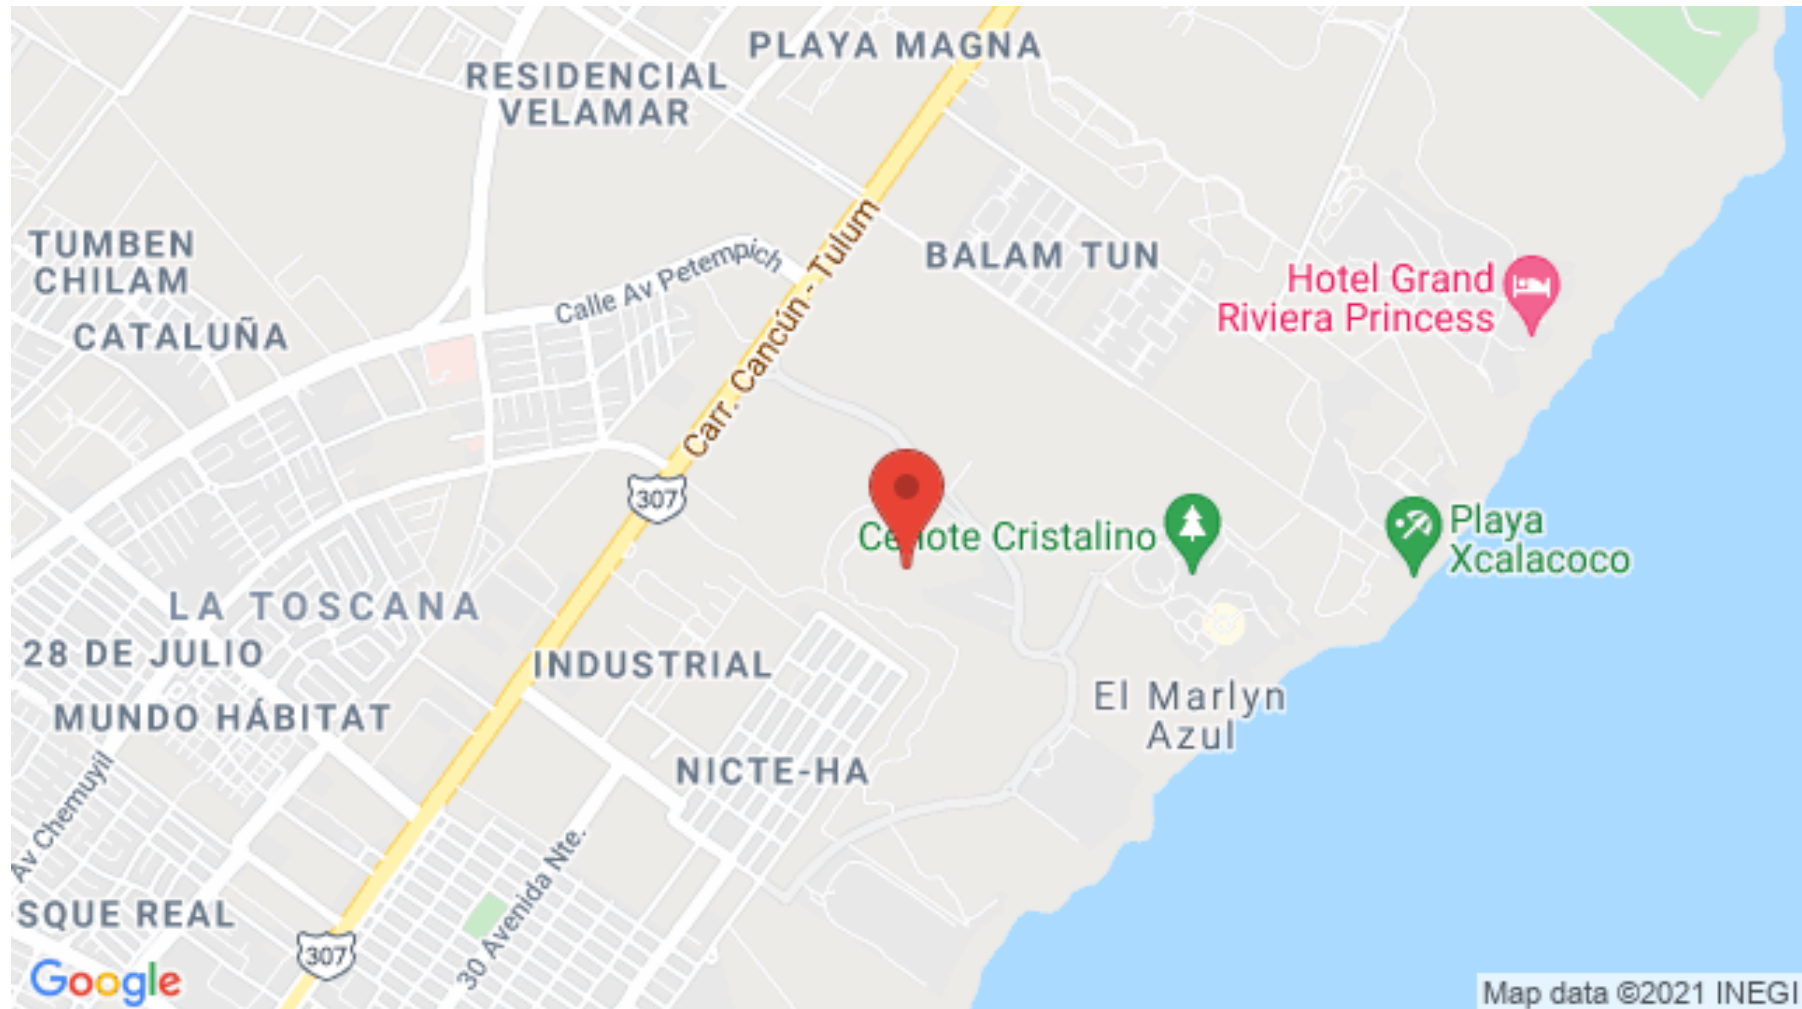 PLAYA MAGNA
RESIDENCIAL
VELAMAR
TUMBEN
CHILAM
CATALUÑA
Calle Av Petempich
Carr. Cancún - Tulum
BALAM TUN
Hotel Grand
Riviera Princess
307
Cenote Cristalino
Playa
Xcalacoco
LA TOSCANA
28 DE JULIO
INDUSTRIAL
MUNDO HÁBITAT
El Marlyn
Azul
NICTE-HA
Av Chemuyil
30 Avenida Nte.
SQUE REAL
307
Google
Map data ©2021 INEGI